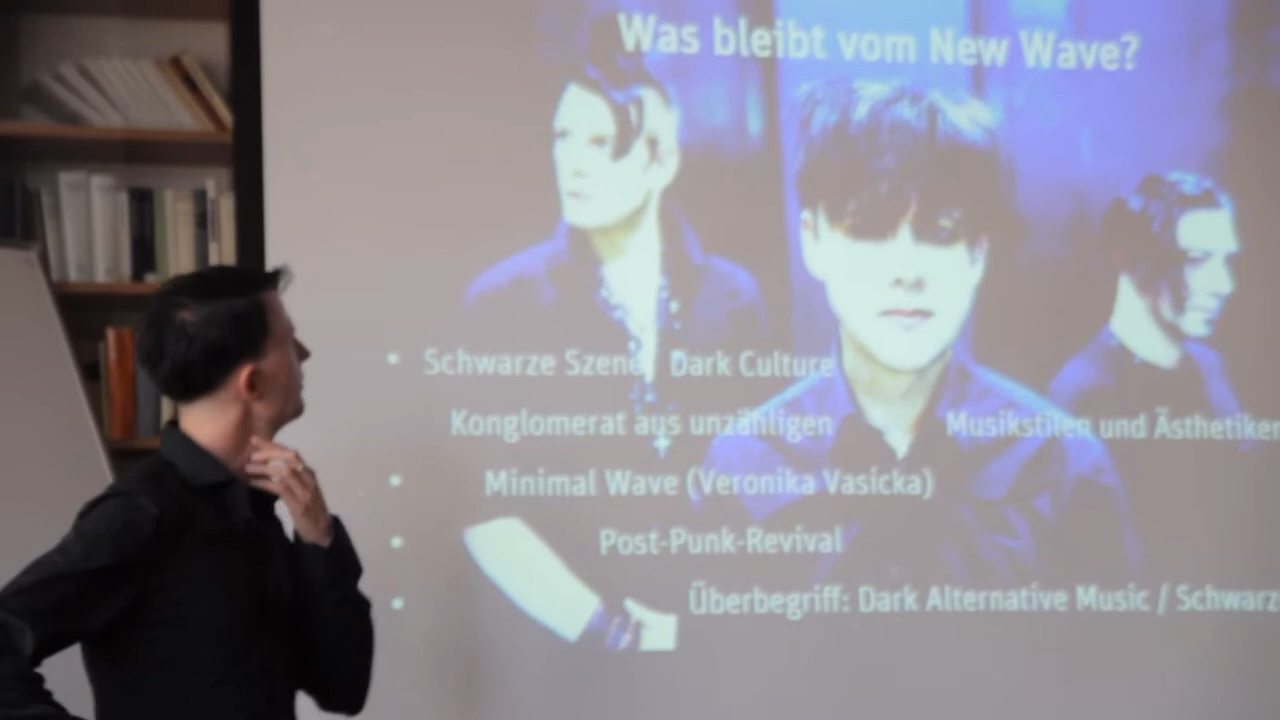 Was bleibt vom New Wave?
• Schwarze Szene Dark Culture
Konglomerat aus unzähligen Musikstilen und Ästhetiken
• Minimal Wave (Veronika Vasicka)
• Post-Punk-Revival
• Überbegriff: Dark Alternative Music / Schwarz